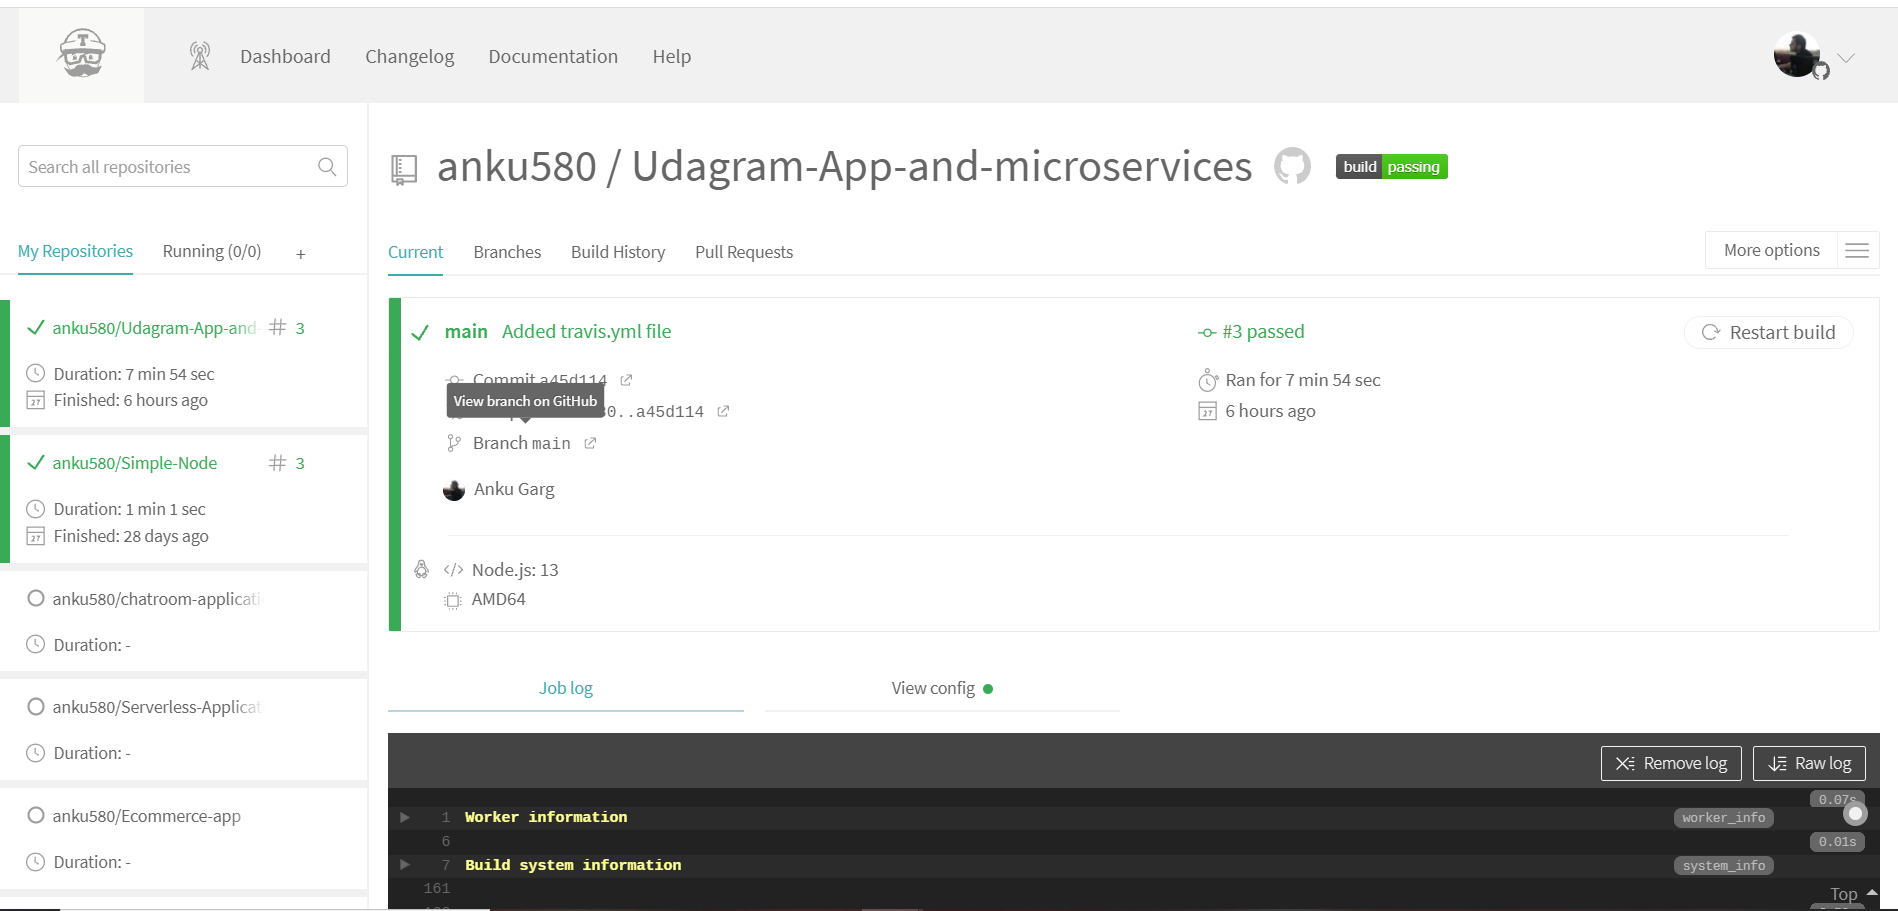 Dashboard Changelog Documentation Help
Search all repositories
My Repositories Running (0/0) +
anku580/Udagram-App-and- # 3
Duration: 7 min 54 sec
Finished: 6 hours ago
anku580/Simple-Node # 3
Duration: 1 min 1 sec
Finished: 28 days ago
anku580/chatroom-applicati
Duration: -
anku580/Serverless-Applicat
Duration: -
anku580/Ecommerce-app
Duration: -
anku580 / Udagram-App-and-microservices build passing
Current Branches Build History Pull Requests More options
main Added travis.yml file #3 passed Restart build
Commit a45d114 Ran for 7 min 54 sec
View branch on GitHub
..a45d114 6 hours ago
Branch main
Anku Garg
</> Node.js: 13
AMD64
Job log View config
Remove log Raw log
0.07s
1 Worker information worker_info
6 0.01s
7 Build system information system_info
161
Top